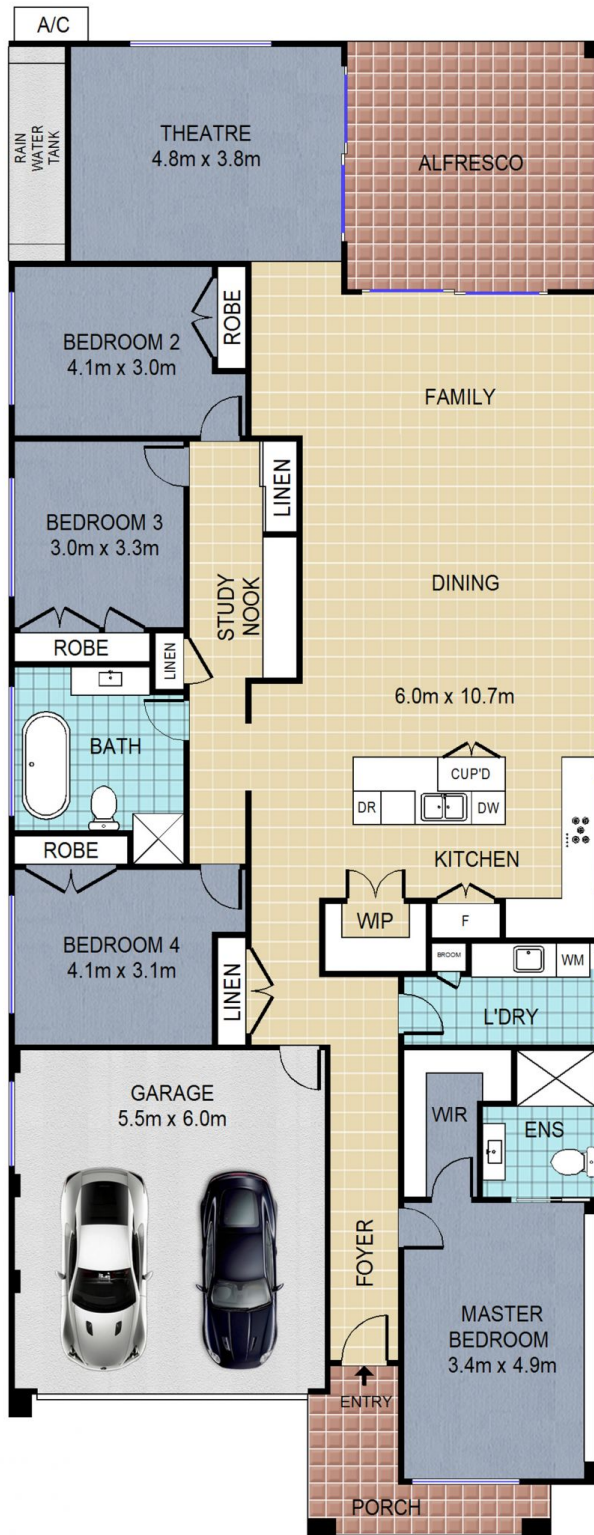 A/C
RAIN
WATER
TANK
THEATRE
4.8m x 3.8m
ALFRESCO
BEDROOM 2
4.1m x 3.0m
ROBE
FAMILY
BEDROOM 3
3.0m x 3.3m
LINEN
STUDY
NOOK
DINING
ROBE
LINEN
6.0m x 10.7m
BATH
CUP'D
DR
DW
KITCHEN
ROBE
WIP
F
BEDROOM 4
4.1m x 3.1m
BROOM
WM
LINEN
L'DRY
GARAGE
5.5m x 6.0m
WIR
ENS
FOYER
MASTER
BEDROOM
3.4m x 4.9m
ENTRY
PORCH